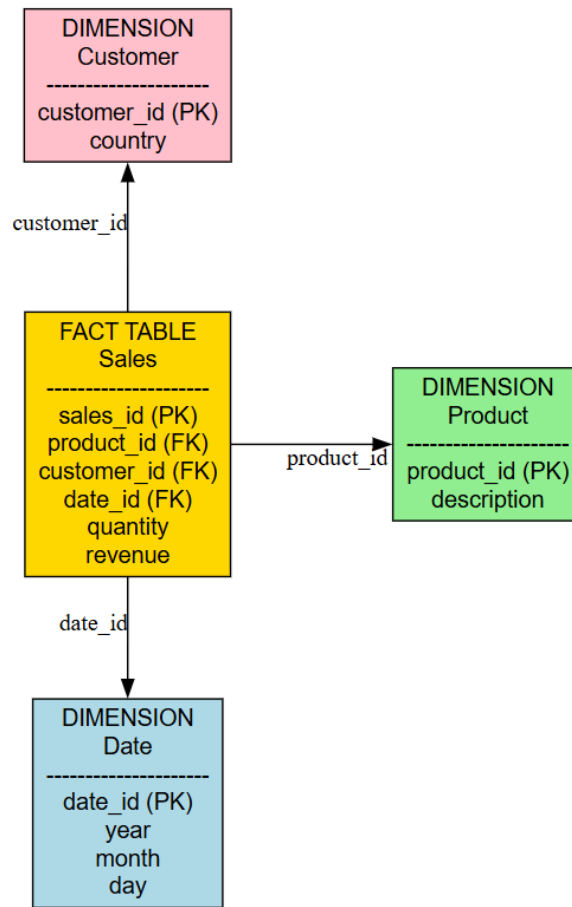 DIMENSION
Customer
---------------------
customer_id (PK)
country
customer_id
FACT TABLE
Sales
---------------------
sales_id (PK)
product_id (FK)
customer_id (FK)
date_id (FK)
quantity
revenue
product_id
DIMENSION
Product
---------------------
product_id (PK)
description
date_id
DIMENSION
Date
---------------------
date_id (PK)
year
month
day